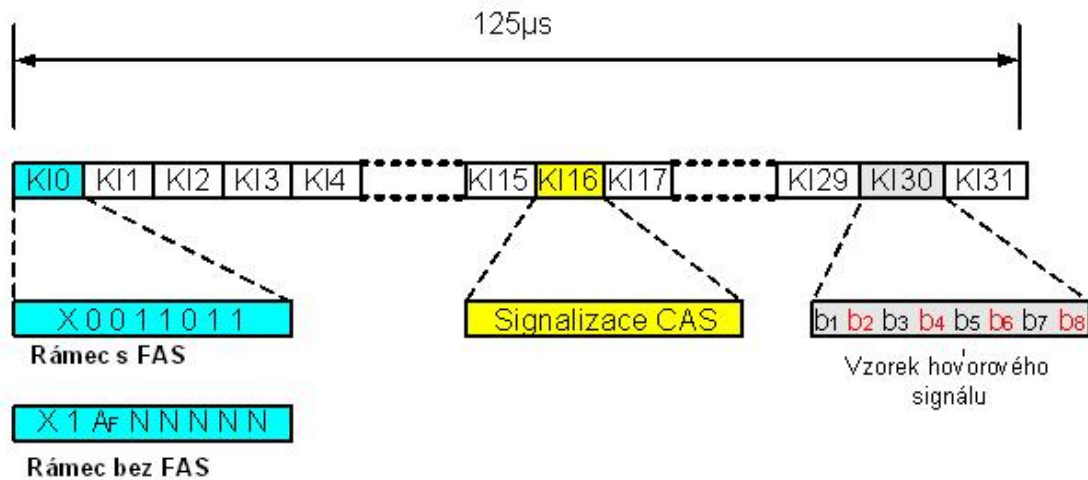 125µs
KI0 KI1 KI2 KI3 KI4 KI15 KI16 KI17 KI29 KI30 KI31
X 0 0 1 1 0 1 1 Signalizace CAS b1 b2 b3 b4 b5 b6 b7 b8
Rámec s FAS
Vzorek hovorového
signálu
X 1 AF N N N N N
Rámec bez FAS